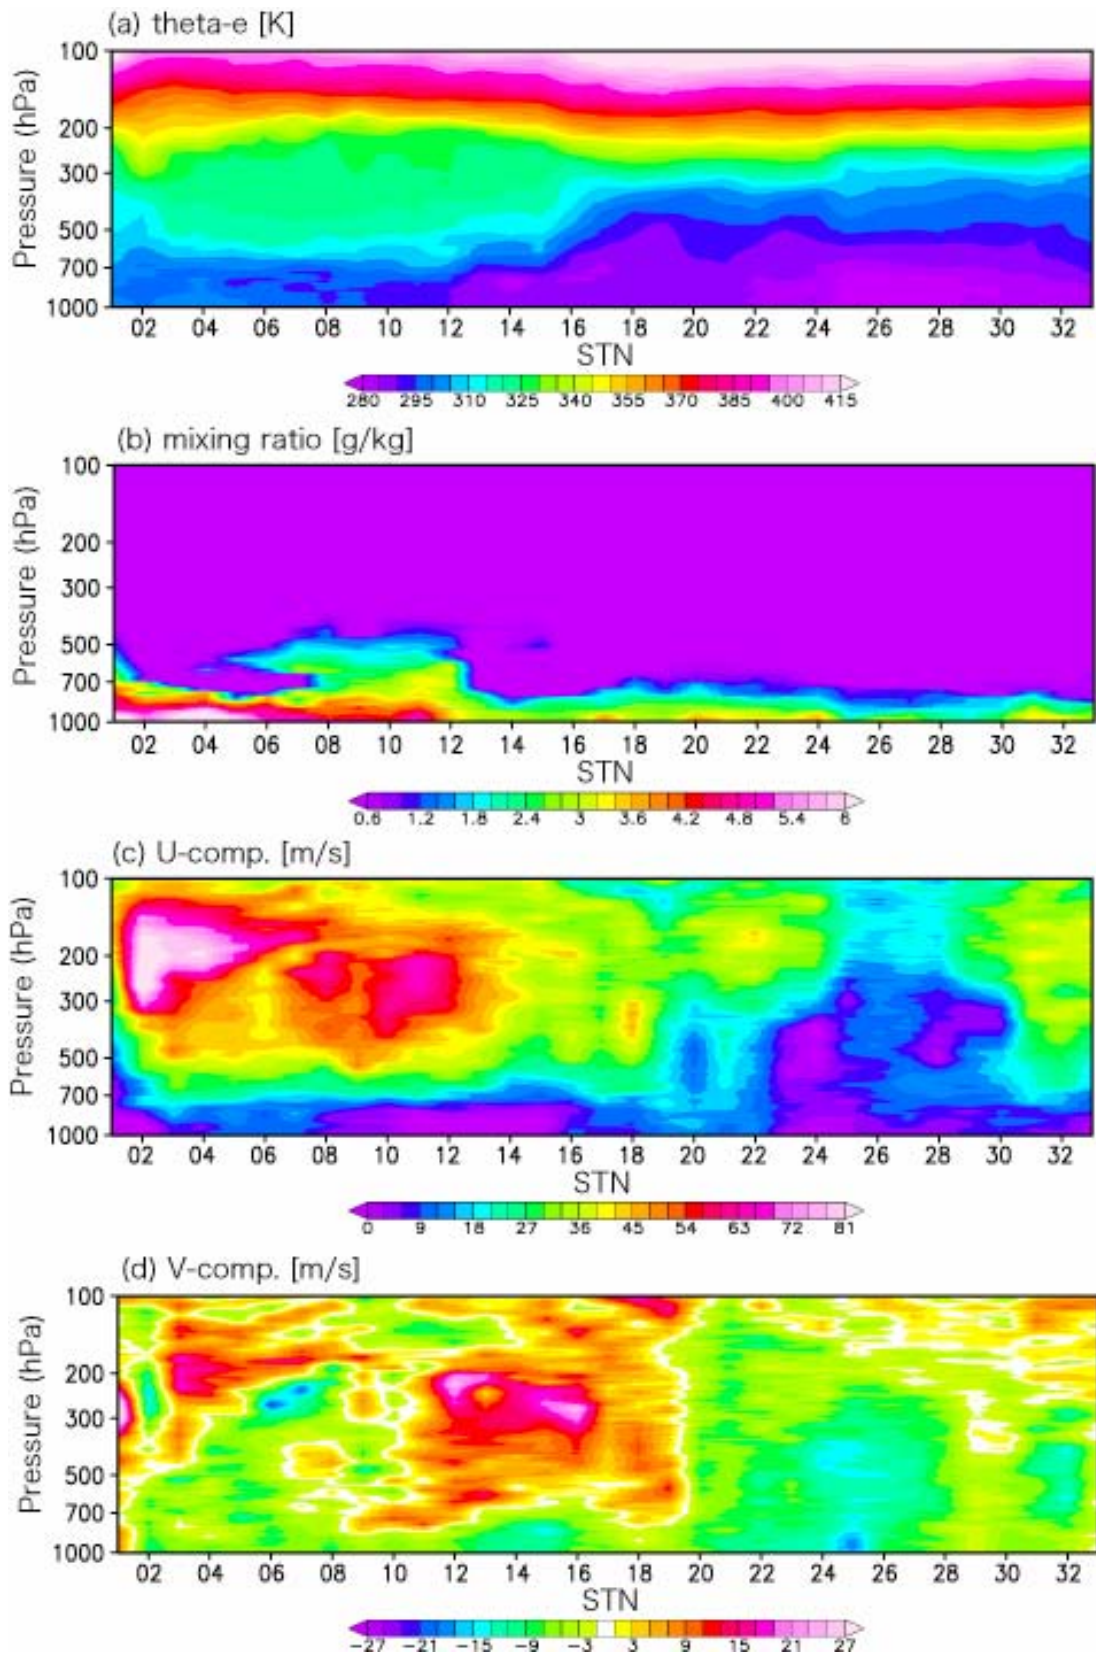 (a) theta-e [K]
100
200
300
500
700
1000
Pressure (hPa)
02 04 06 08 10 12 14 16 18 20 22 24 26 28 30 32
STN
280 295 310 325 340 355 370 385 400 415
(b) mixing ratio [g/kg]
100
200
300
500
700
1000
Pressure (hPa)
02 04 06 08 10 12 14 16 18 20 22 24 26 28 30 32
STN
0.6 1.2 1.8 2.4 3 3.6 4.2 4.8 5.4 6
(c) U-comp. [m/s]
100
200
300
500
700
1000
Pressure (hPa)
02 04 06 08 10 12 14 16 18 20 22 24 26 28 30 32
STN
0 9 18 27 36 45 54 63 72 81
(d) V-comp. [m/s]
100
200
300
500
700
1000
Pressure (hPa)
02 04 06 08 10 12 14 16 18 20 22 24 26 28 30 32
STN
-27 -21 -15 -9 -3 3 9 15 21 27